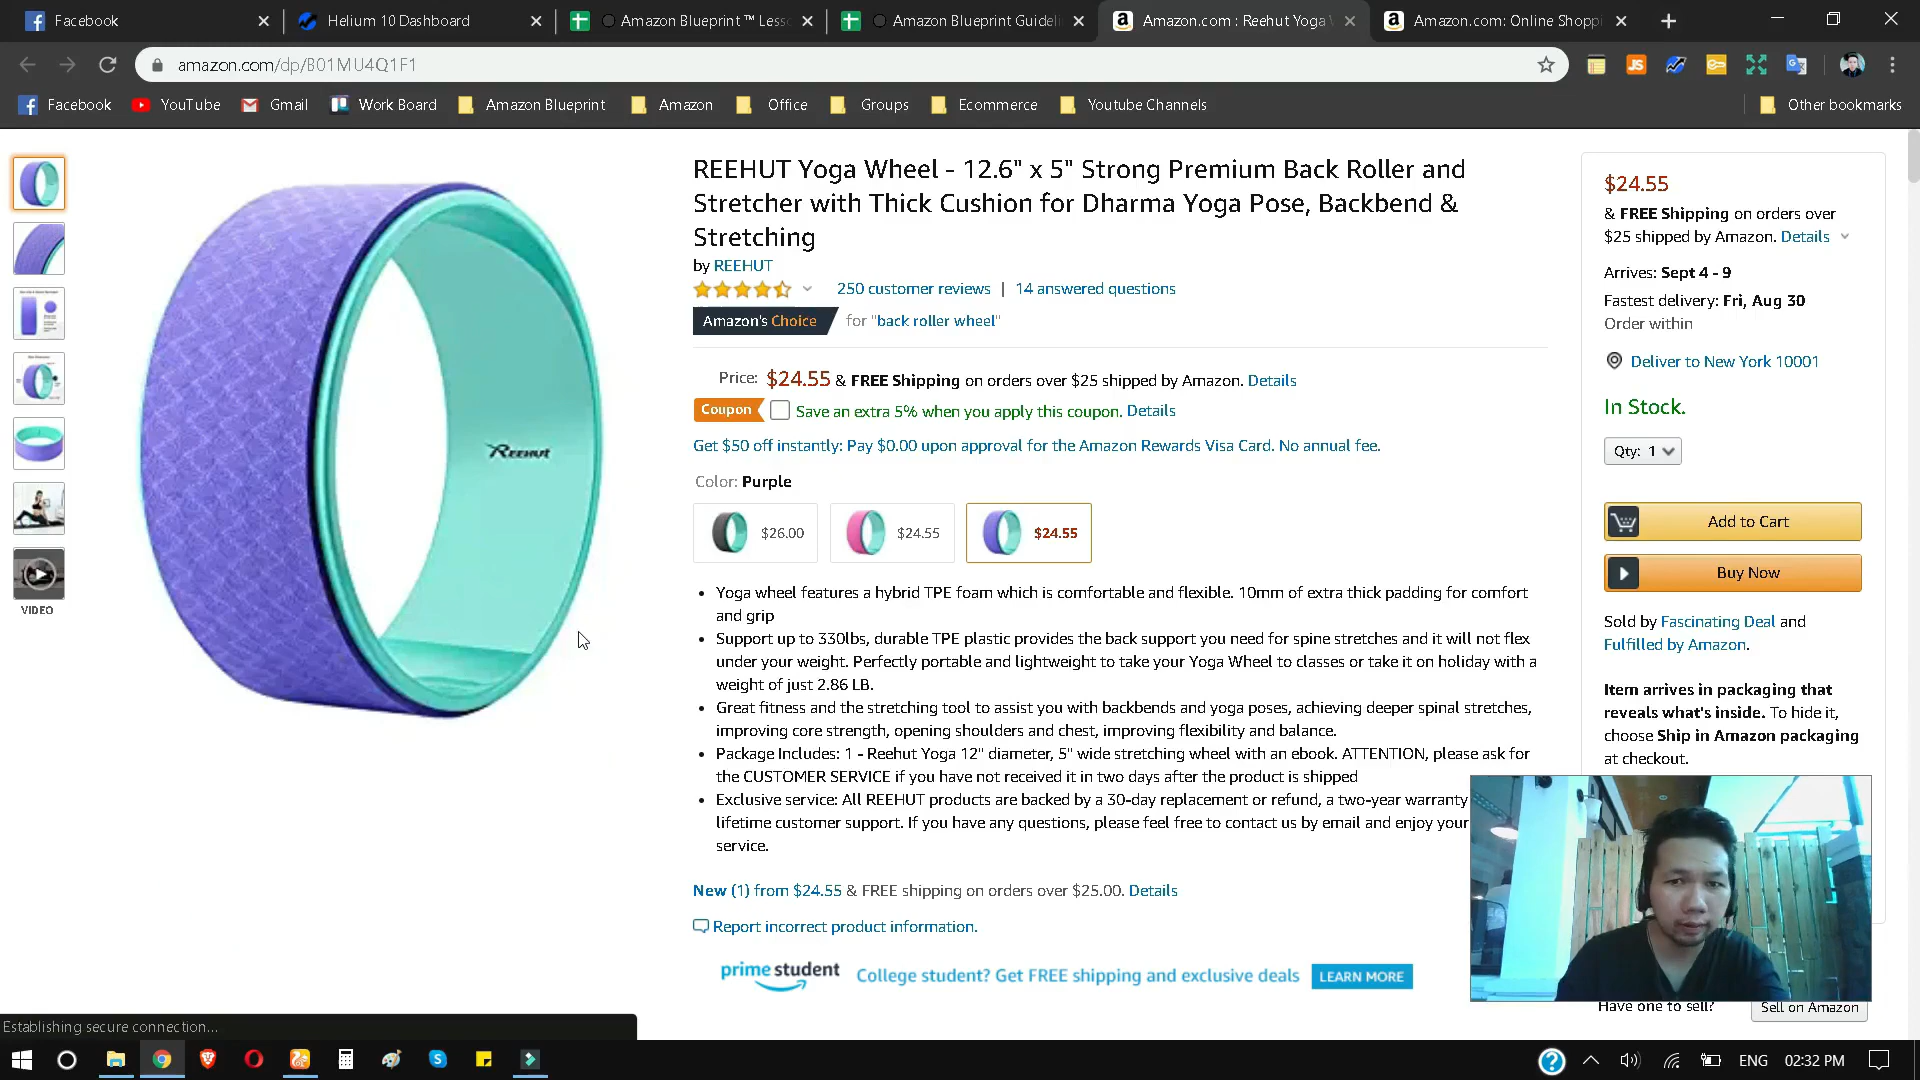 Facebook
Helium 10 Dashboard
Amazon Blueprint ™ Less
Amazon Blueprint Guideli
Amazon.com : Reehut Yoga
Amazon.com: Online Shoppi
amazon.com/dp/B01MU4Q1F1
Facebook
YouTube
Gmail
Work Board
Amazon Blueprint
Amazon
Office
Groups
Ecommerce
Youtube Channels
Other bookmarks
REEHUT Yoga Wheel - 12.6" x 5" Strong Premium Back Roller and
Stretcher with Thick Cushion for Dharma Yoga Pose, Backbend &
Stretching
by REEHUT
250 customer reviews | 14 answered questions
Amazon's Choice for "back roller wheel"
Price: $24.55 & FREE Shipping on orders over $25 shipped by Amazon. Details
Coupon Save an extra 5% when you apply this coupon. Details
Get $50 off instantly: Pay $0.00 upon approval for the Amazon Rewards Visa Card. No annual fee.
Color: Purple
$26.00
$24.55
$24.55
REEHUT
VIDEO
• Yoga wheel features a hybrid TPE foam which is comfortable and flexible. 10mm of extra thick padding for comfort
and grip
• Support up to 330lbs, durable TPE plastic provides the back support you need for spine stretches and it will not flex
under your weight. Perfectly portable and lightweight to take your Yoga Wheel to classes or take it on holiday with a
weight of just 2.86 LB.
• Great fitness and the stretching tool to assist you with backbends and yoga poses, achieving deeper spinal stretches,
improving core strength, opening shoulders and chest, improving flexibility and balance.
• Package Includes: 1 - Reehut Yoga 12" diameter, 5" wide stretching wheel with an ebook. ATTENTION, please ask for
the CUSTOMER SERVICE if you have not received it in two days after the product is shipped
• Exclusive service: All REEHUT products are backed by a 30-day replacement or refund, a two-year warranty
lifetime customer support. If you have any questions, please feel free to contact us by email and enjoy your
service.
New (1) from $24.55 & FREE shipping on orders over $25.00. Details
Report incorrect product information.
prime student College student? Get FREE shipping and exclusive deals LEARN MORE
$24.55
& FREE Shipping on orders over
$25 shipped by Amazon. Details
Arrives: Sept 4 - 9
Fastest delivery: Fri, Aug 30
Order within
Deliver to New York 10001
In Stock.
Qty: 1
Add to Cart
Buy Now
Sold by Fascinating Deal and
Fulfilled by Amazon.
Item arrives in packaging that
reveals what's inside. To hide it,
choose Ship in Amazon packaging
at checkout.
Have one to sell?
Sell on Amazon
Establishing secure connection...
ENG
02:32 PM